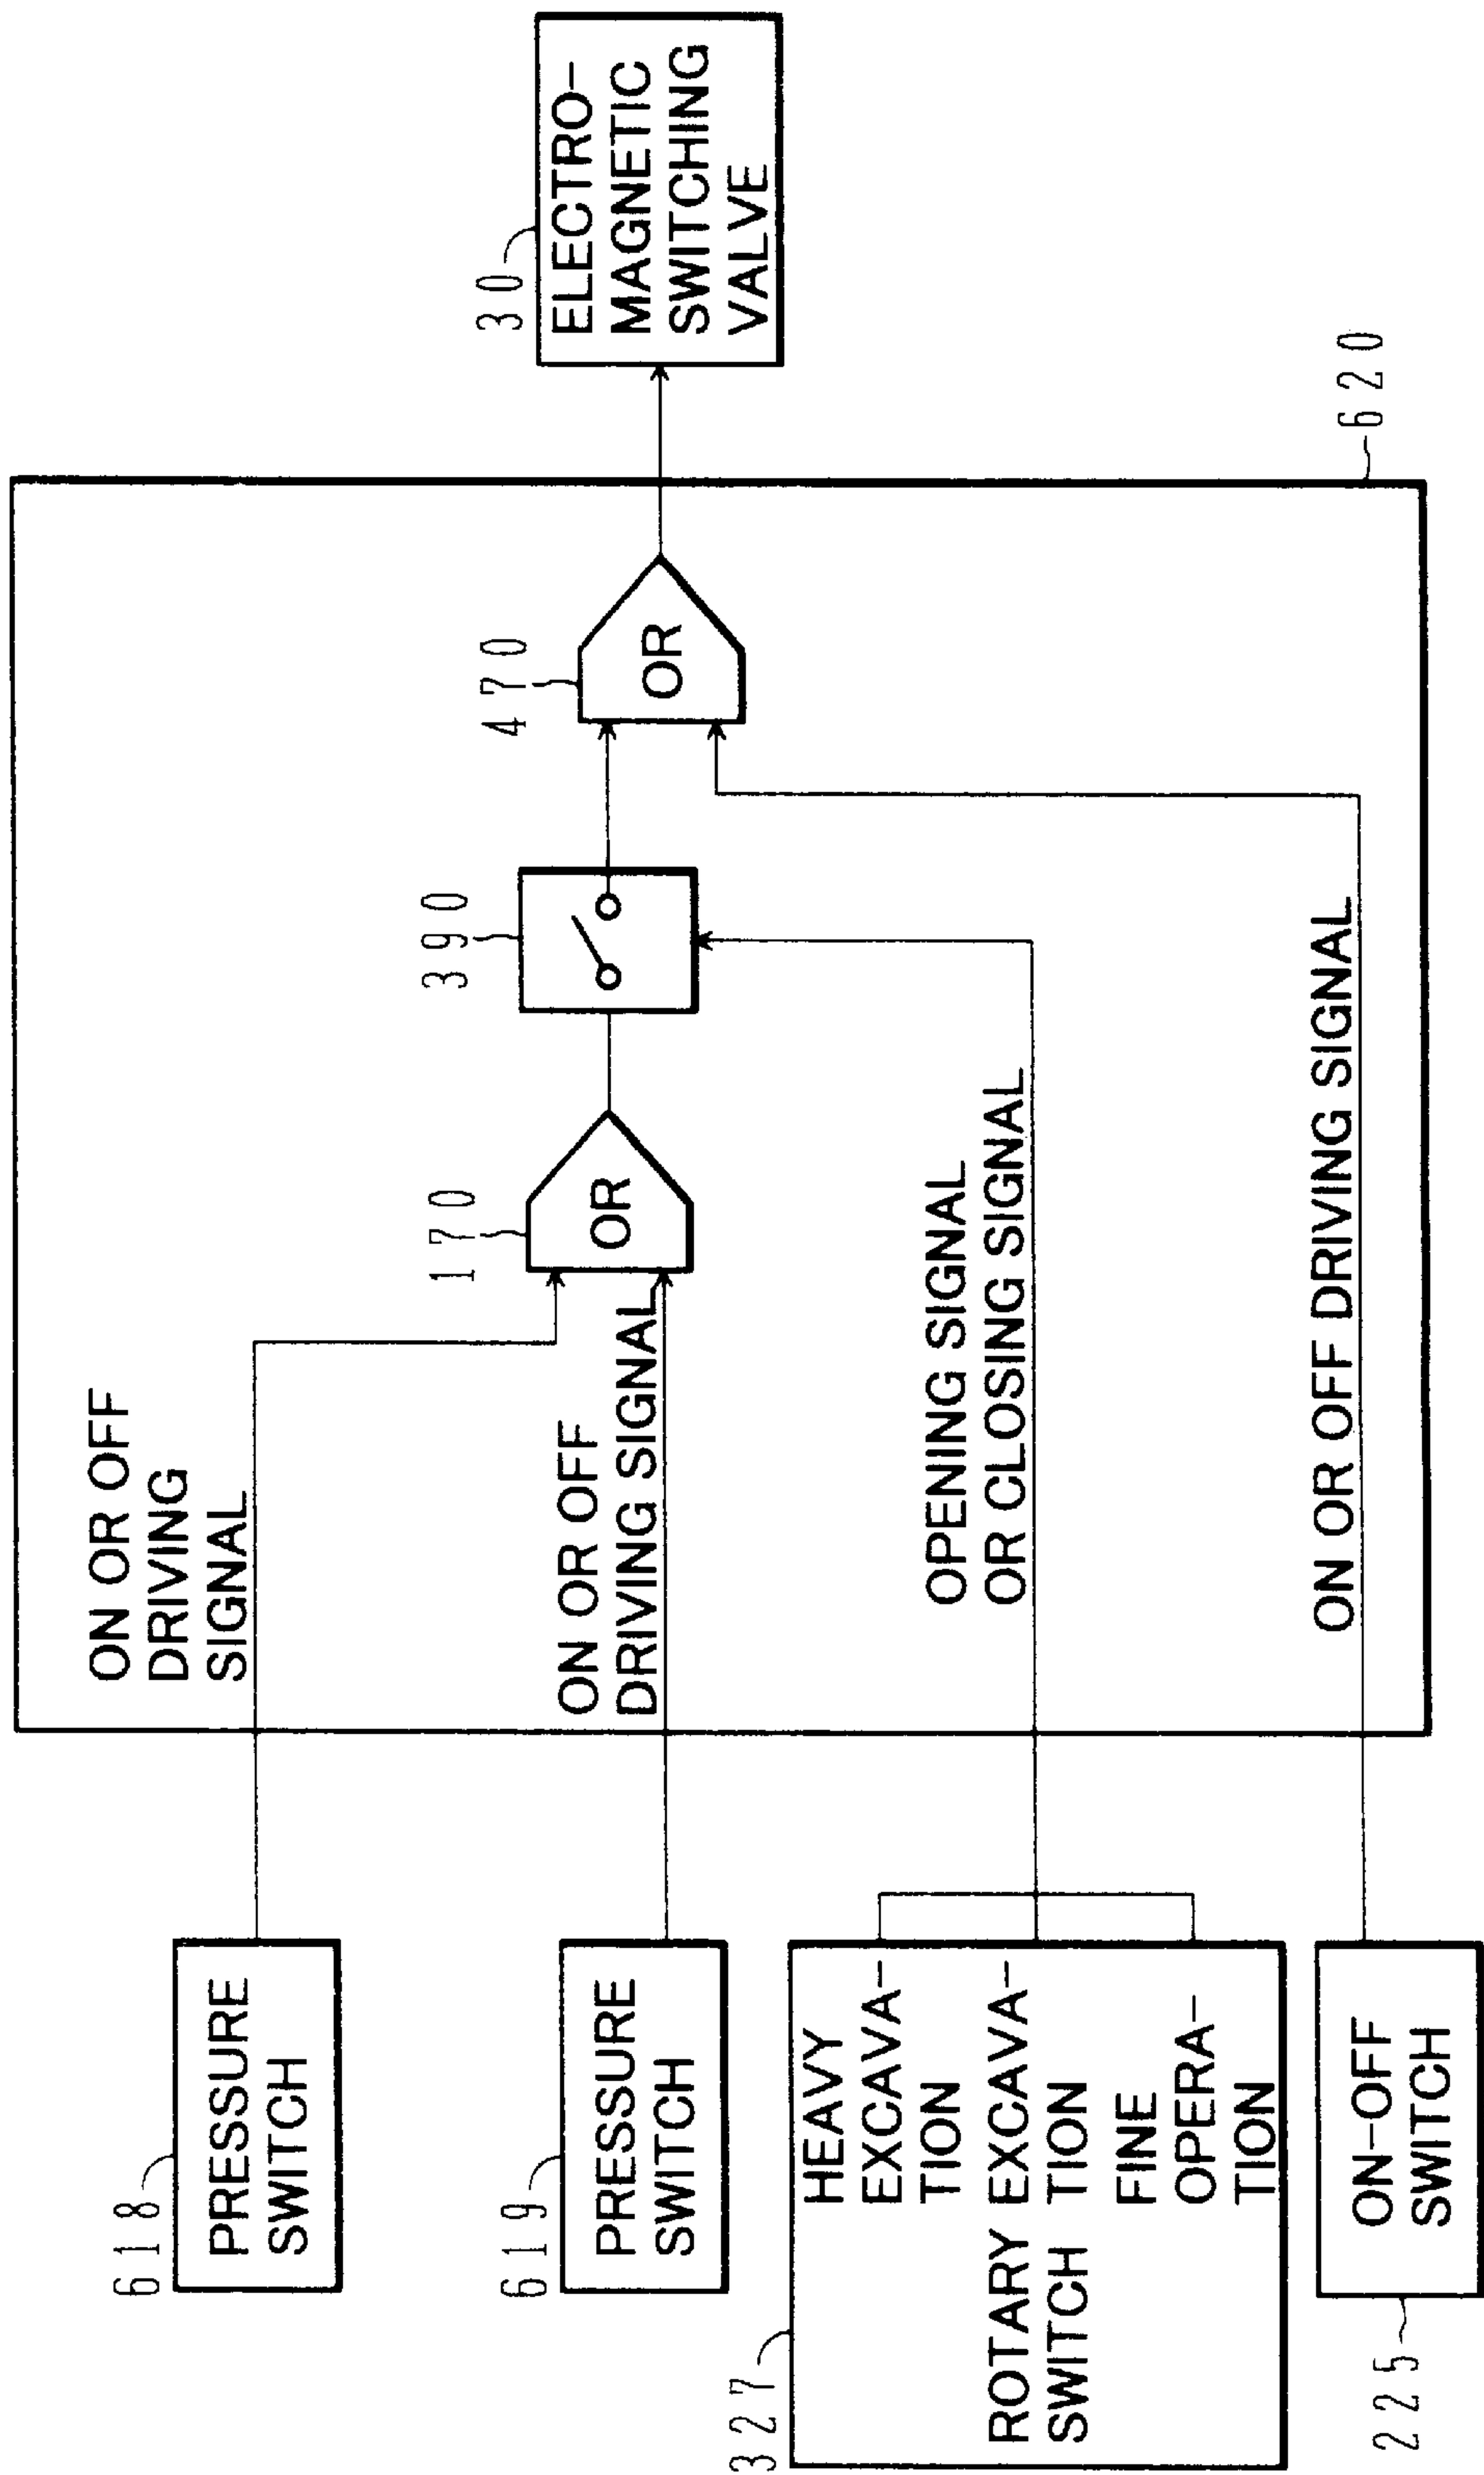 618
PRESSURE
SWITCH
619
PRESSURE
SWITCH
327
HEAVY
EXCAVA-
TION
ROTARY EXCAVA-
SWITCH TION
FINE
OPERA-
TION
225
ON-OFF
SWITCH
ON OR OFF
DRIVING
SIGNAL
ON OR OFF
DRIVING SIGNAL
OPENING SIGNAL
OR CLOSING SIGNAL
ON OR OFF DRIVING SIGNAL
170
OR
390
470
OR
620
30
ELECTRO-
MAGNETIC
SWITCHING
VALVE